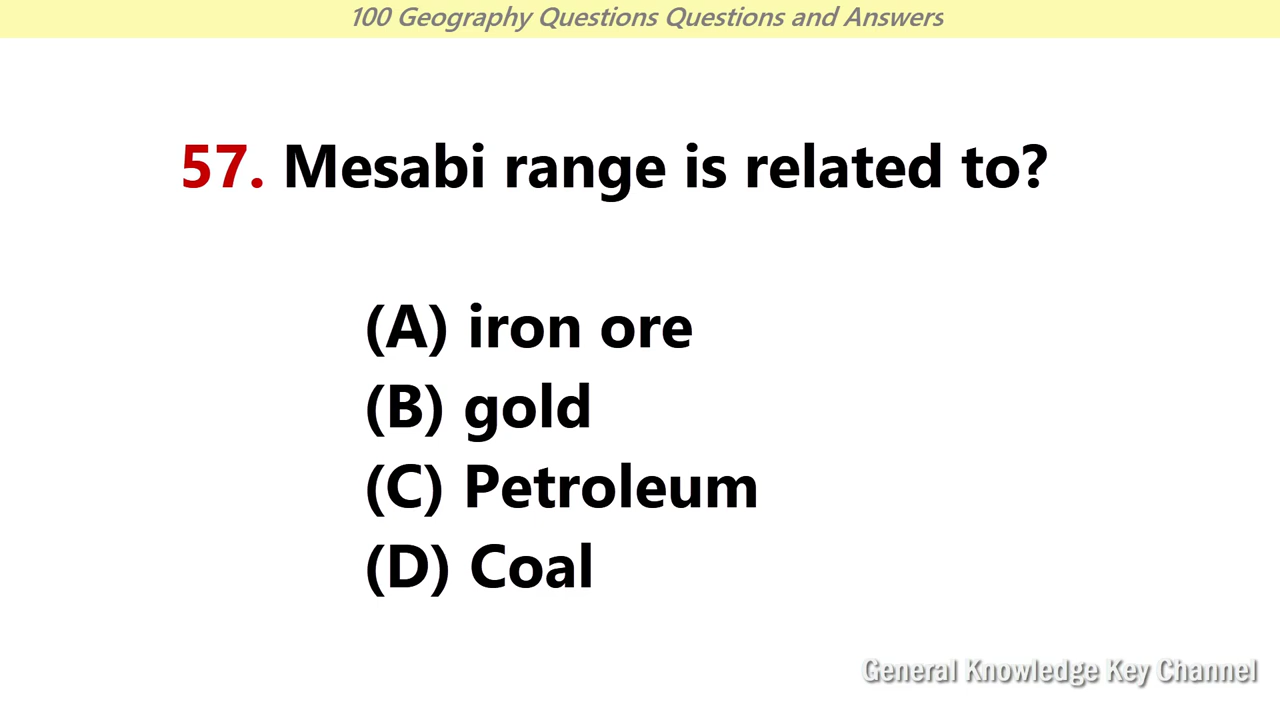 100 Geography Questions Questions and Answers
57. Mesabi range is related to?
(A) iron ore
(B) gold
(C) Petroleum
(D) Coal
General Knowledge Key Channel